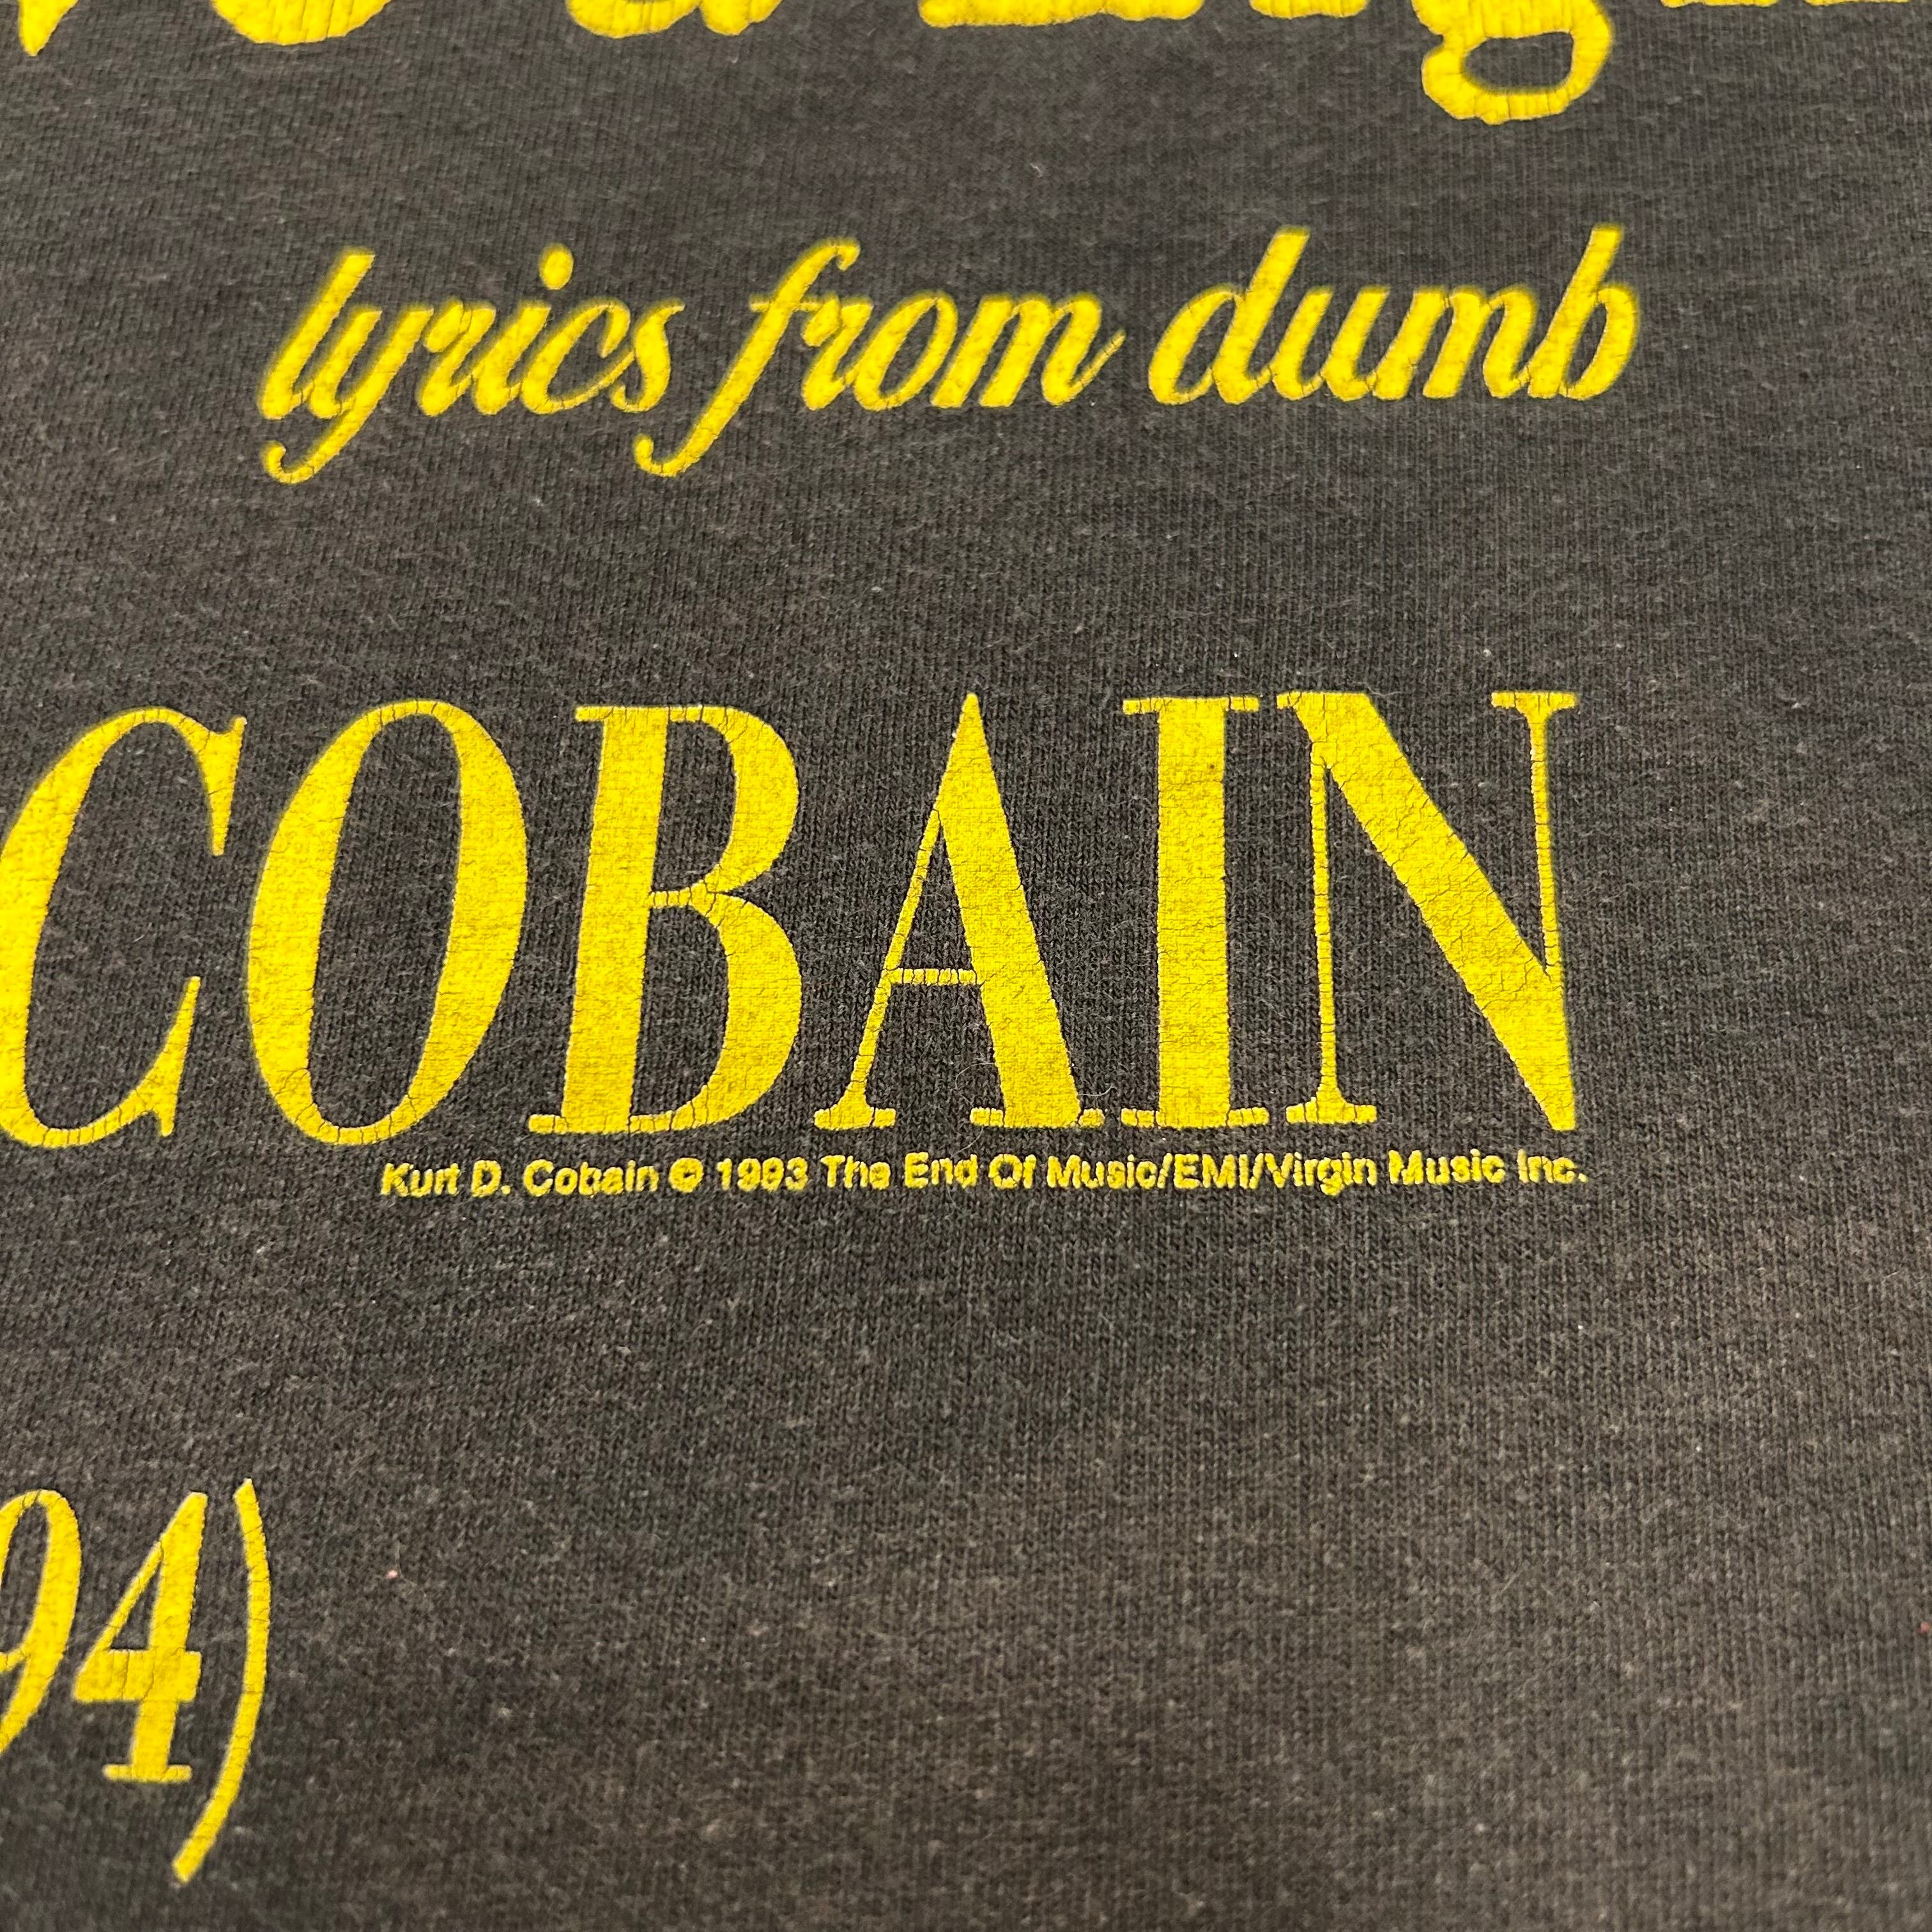 lyrics from dumb
COBAIN
Kurt D. Cobain © 1993 The End Of Music/EMI/Virgin Music Inc.
94)